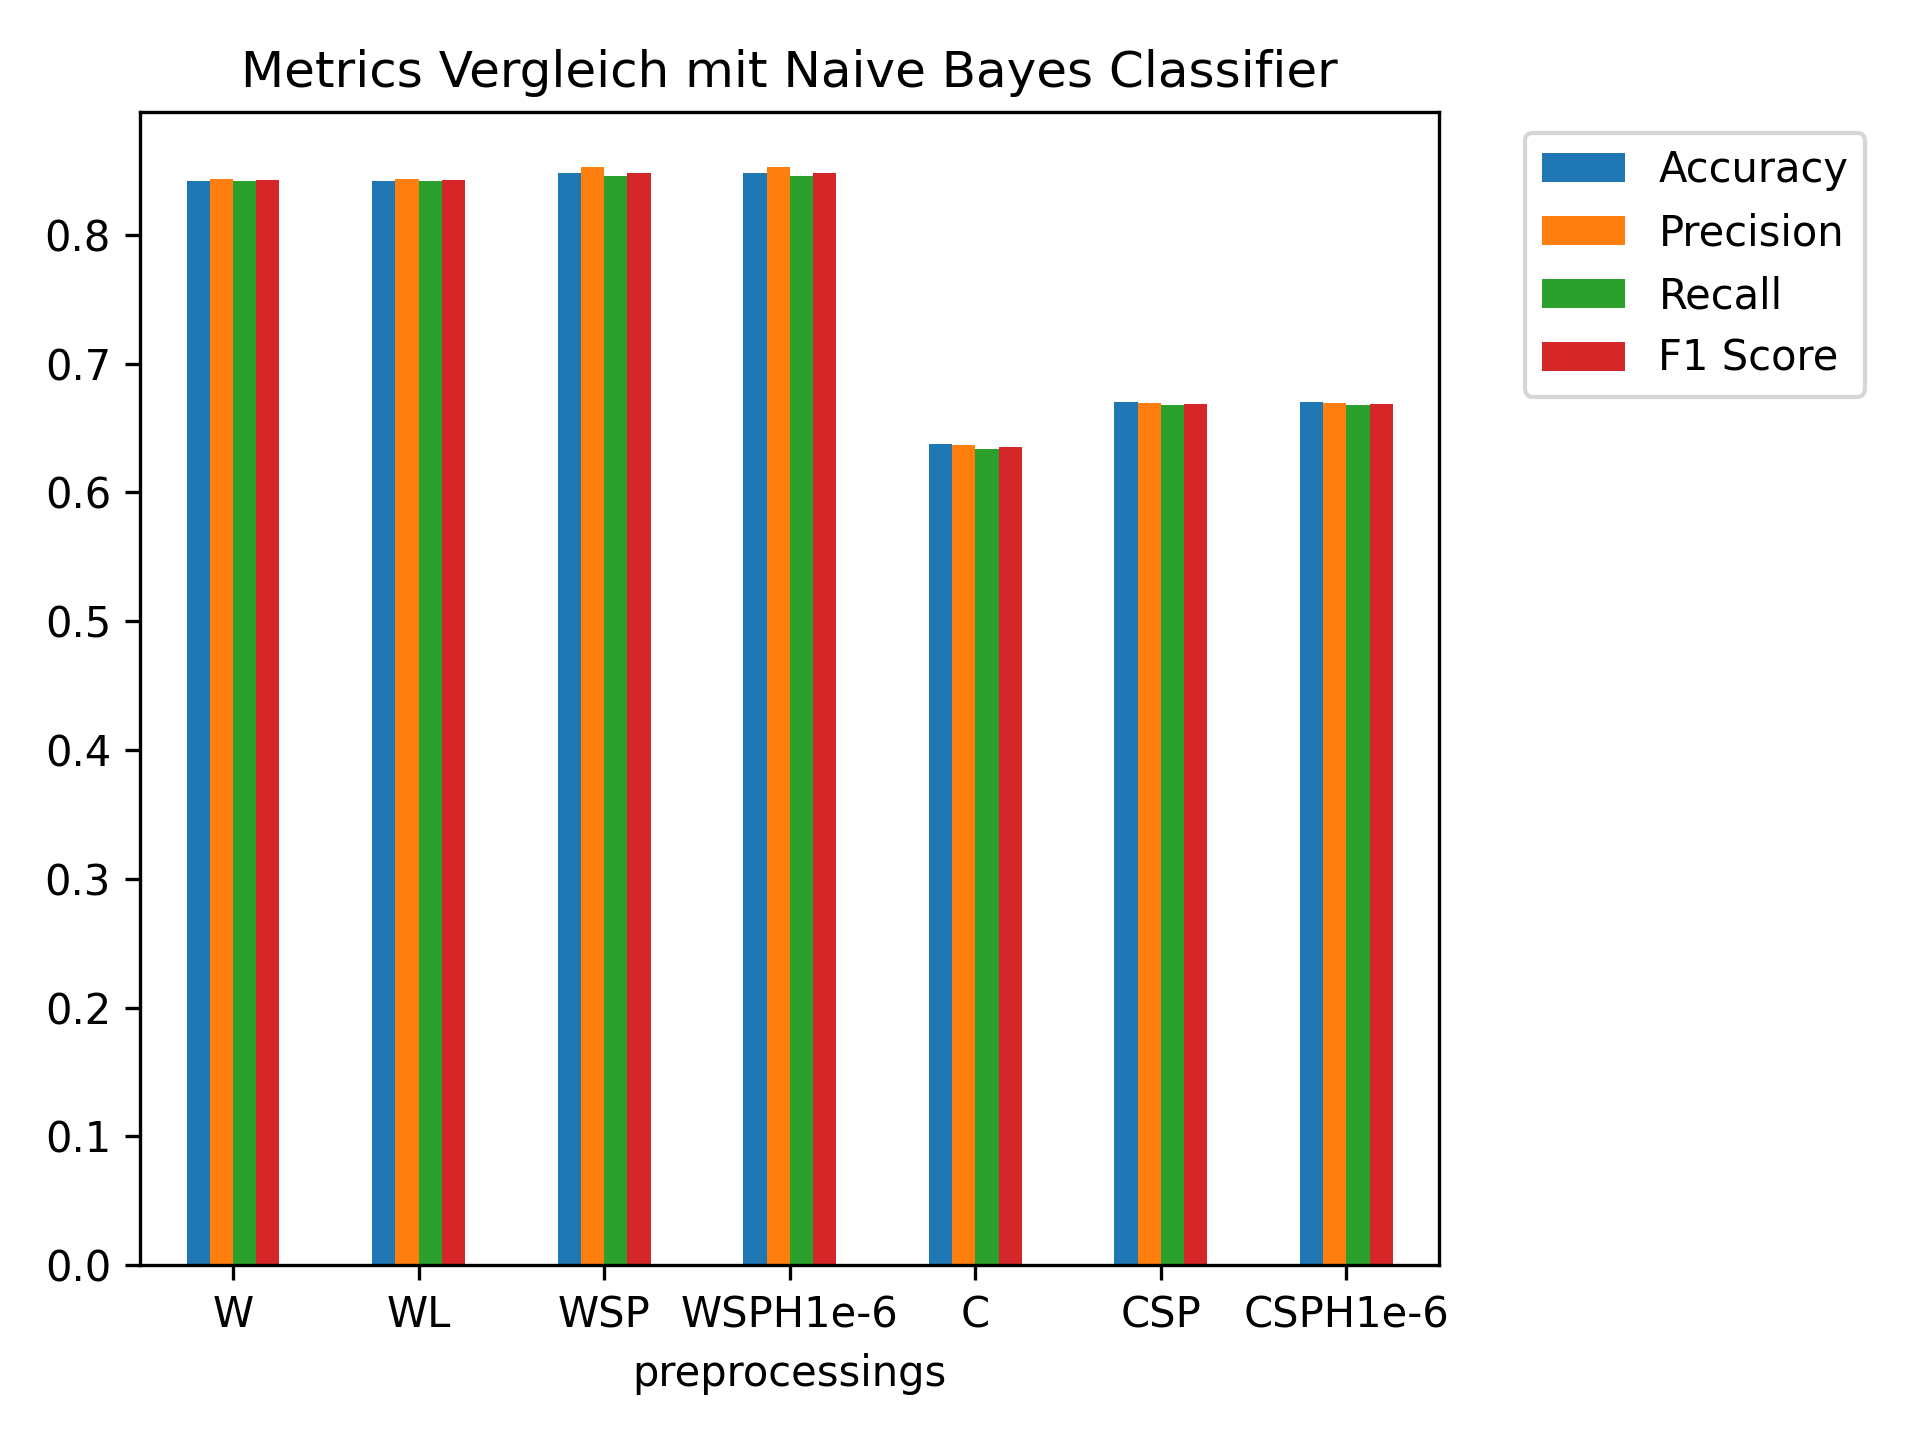 Metrics Vergleich mit Naive Bayes Classifier
Accuracy
Precision
Recall
F1 Score
0.8
0.7
0.6
0.5
0.4
0.3
0.2
0.1
0.0
W WL WSP WSPH1e-6 C CSP CSPH1e-6
preprocessings